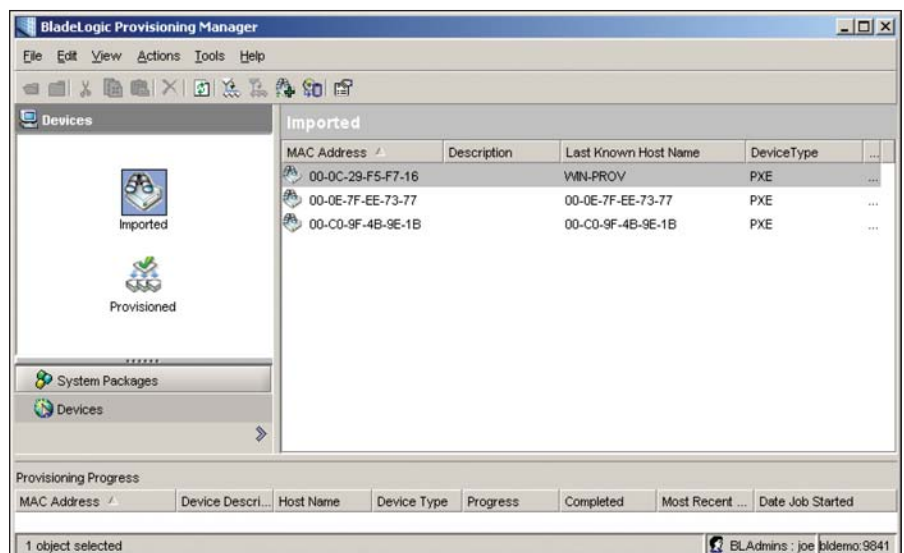 BladeLogic Provisioning Manager
File Edit View Actions Tools Help
Devices
Imported
Provisioned
System Packages
Devices
Imported
MAC Address Description Last Known Host Name DeviceType ...
00-0C-29-F5-F7-16 WIN-PROV PXE ...
00-0E-7F-EE-73-77 00-0E-7F-EE-73-77 PXE ...
00-C0-9F-4B-9E-1B 00-C0-9F-4B-9E-1B PXE ...
Provisioning Progress
MAC Address Device Descri... Host Name Device Type Progress Completed Most Recent ... Date Job Started
1 object selected BLAdmins : joe bldemo:9841